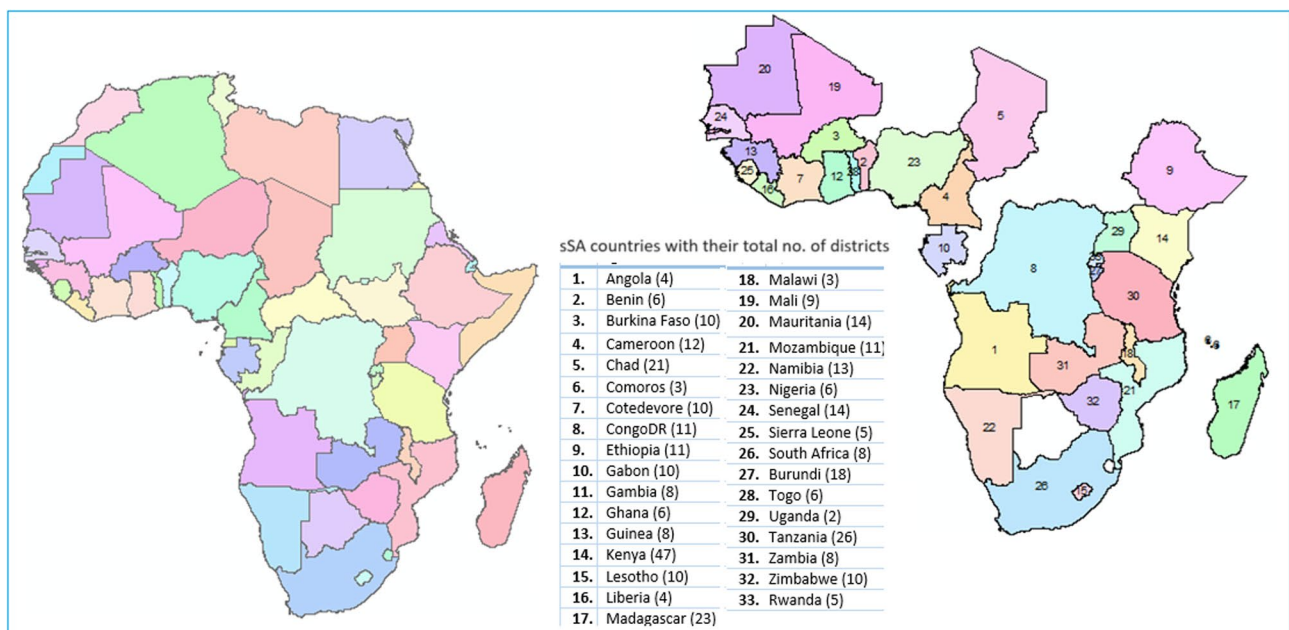 20
19
5
24
3
13
23
9
25
2
12
38
7
16
4
10
29
14
8
30
1
18
31
21
32
17
22
26
15
sSA countries with their total no. of districts
1. Angola (4)
2. Benin (6)
3. Burkina Faso (10)
4. Cameroon (12)
5. Chad (21)
6. Comoros (3)
7. Cotedevore (10)
8. CongoDR (11)
9. Ethiopia (11)
10. Gabon (10)
11. Gambia (8)
12. Ghana (6)
13. Guinea (8)
14. Kenya (47)
15. Lesotho (10)
16. Liberia (4)
17. Madagascar (23)
18. Malawi (3)
19. Mali (9)
20. Mauritania (14)
21. Mozambique (11)
22. Namibia (13)
23. Nigeria (6)
24. Senegal (14)
25. Sierra Leone (5)
26. South Africa (8)
27. Burundi (18)
28. Togo (6)
29. Uganda (2)
30. Tanzania (26)
31. Zambia (8)
32. Zimbabwe (10)
33. Rwanda (5)